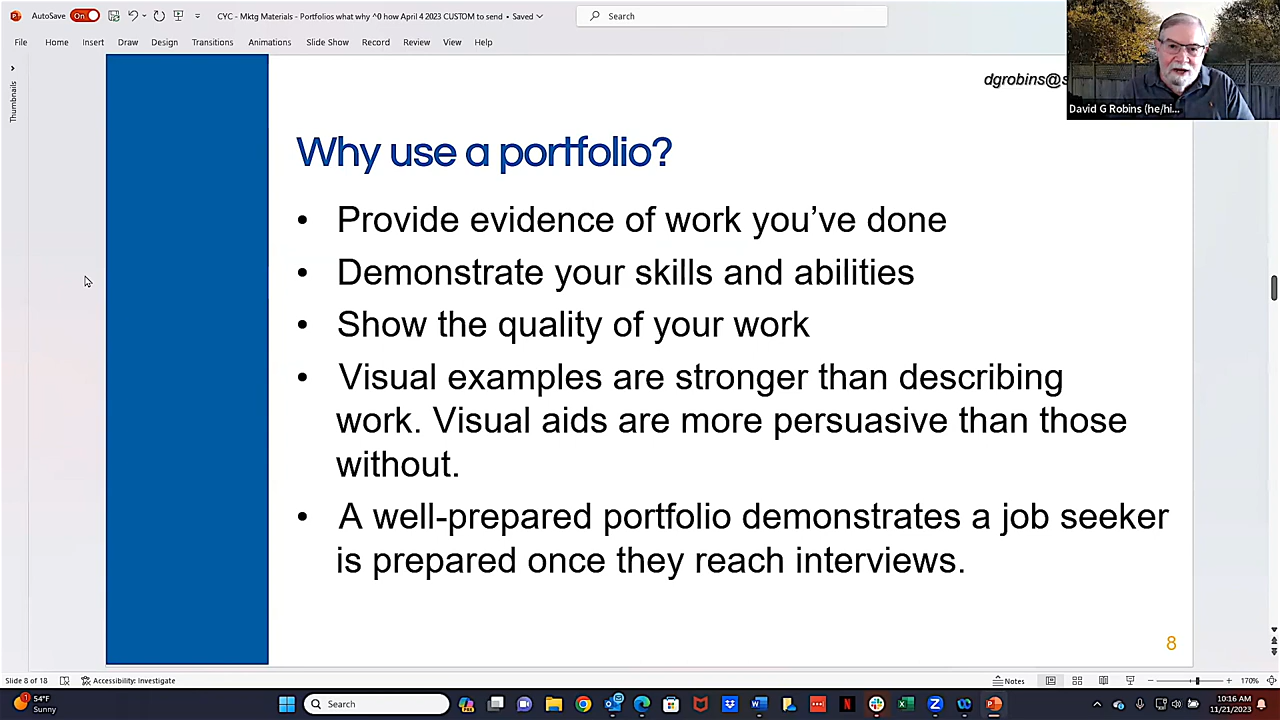 AutoSave On CYC - Mktg Materials - Portfolios what why ^0 how April 4 2023 CUSTOM to send • Saved Search
File Home Insert Draw Design Transitions Animations Slide Show Record Review View Help
Thumbnails
dgrobins@s
David G Robins (he/hi...
Why use a portfolio?
• Provide evidence of work you've done
• Demonstrate your skills and abilities
• Show the quality of your work
• Visual examples are stronger than describing
work. Visual aids are more persuasive than those
without.
• A well-prepared portfolio demonstrates a job seeker
is prepared once they reach interviews.
8
Slide 8 of 18 Accessibility: Investigate Notes 170%
1 54°F
Sunny
Search
10:16 AM
11/21/2023